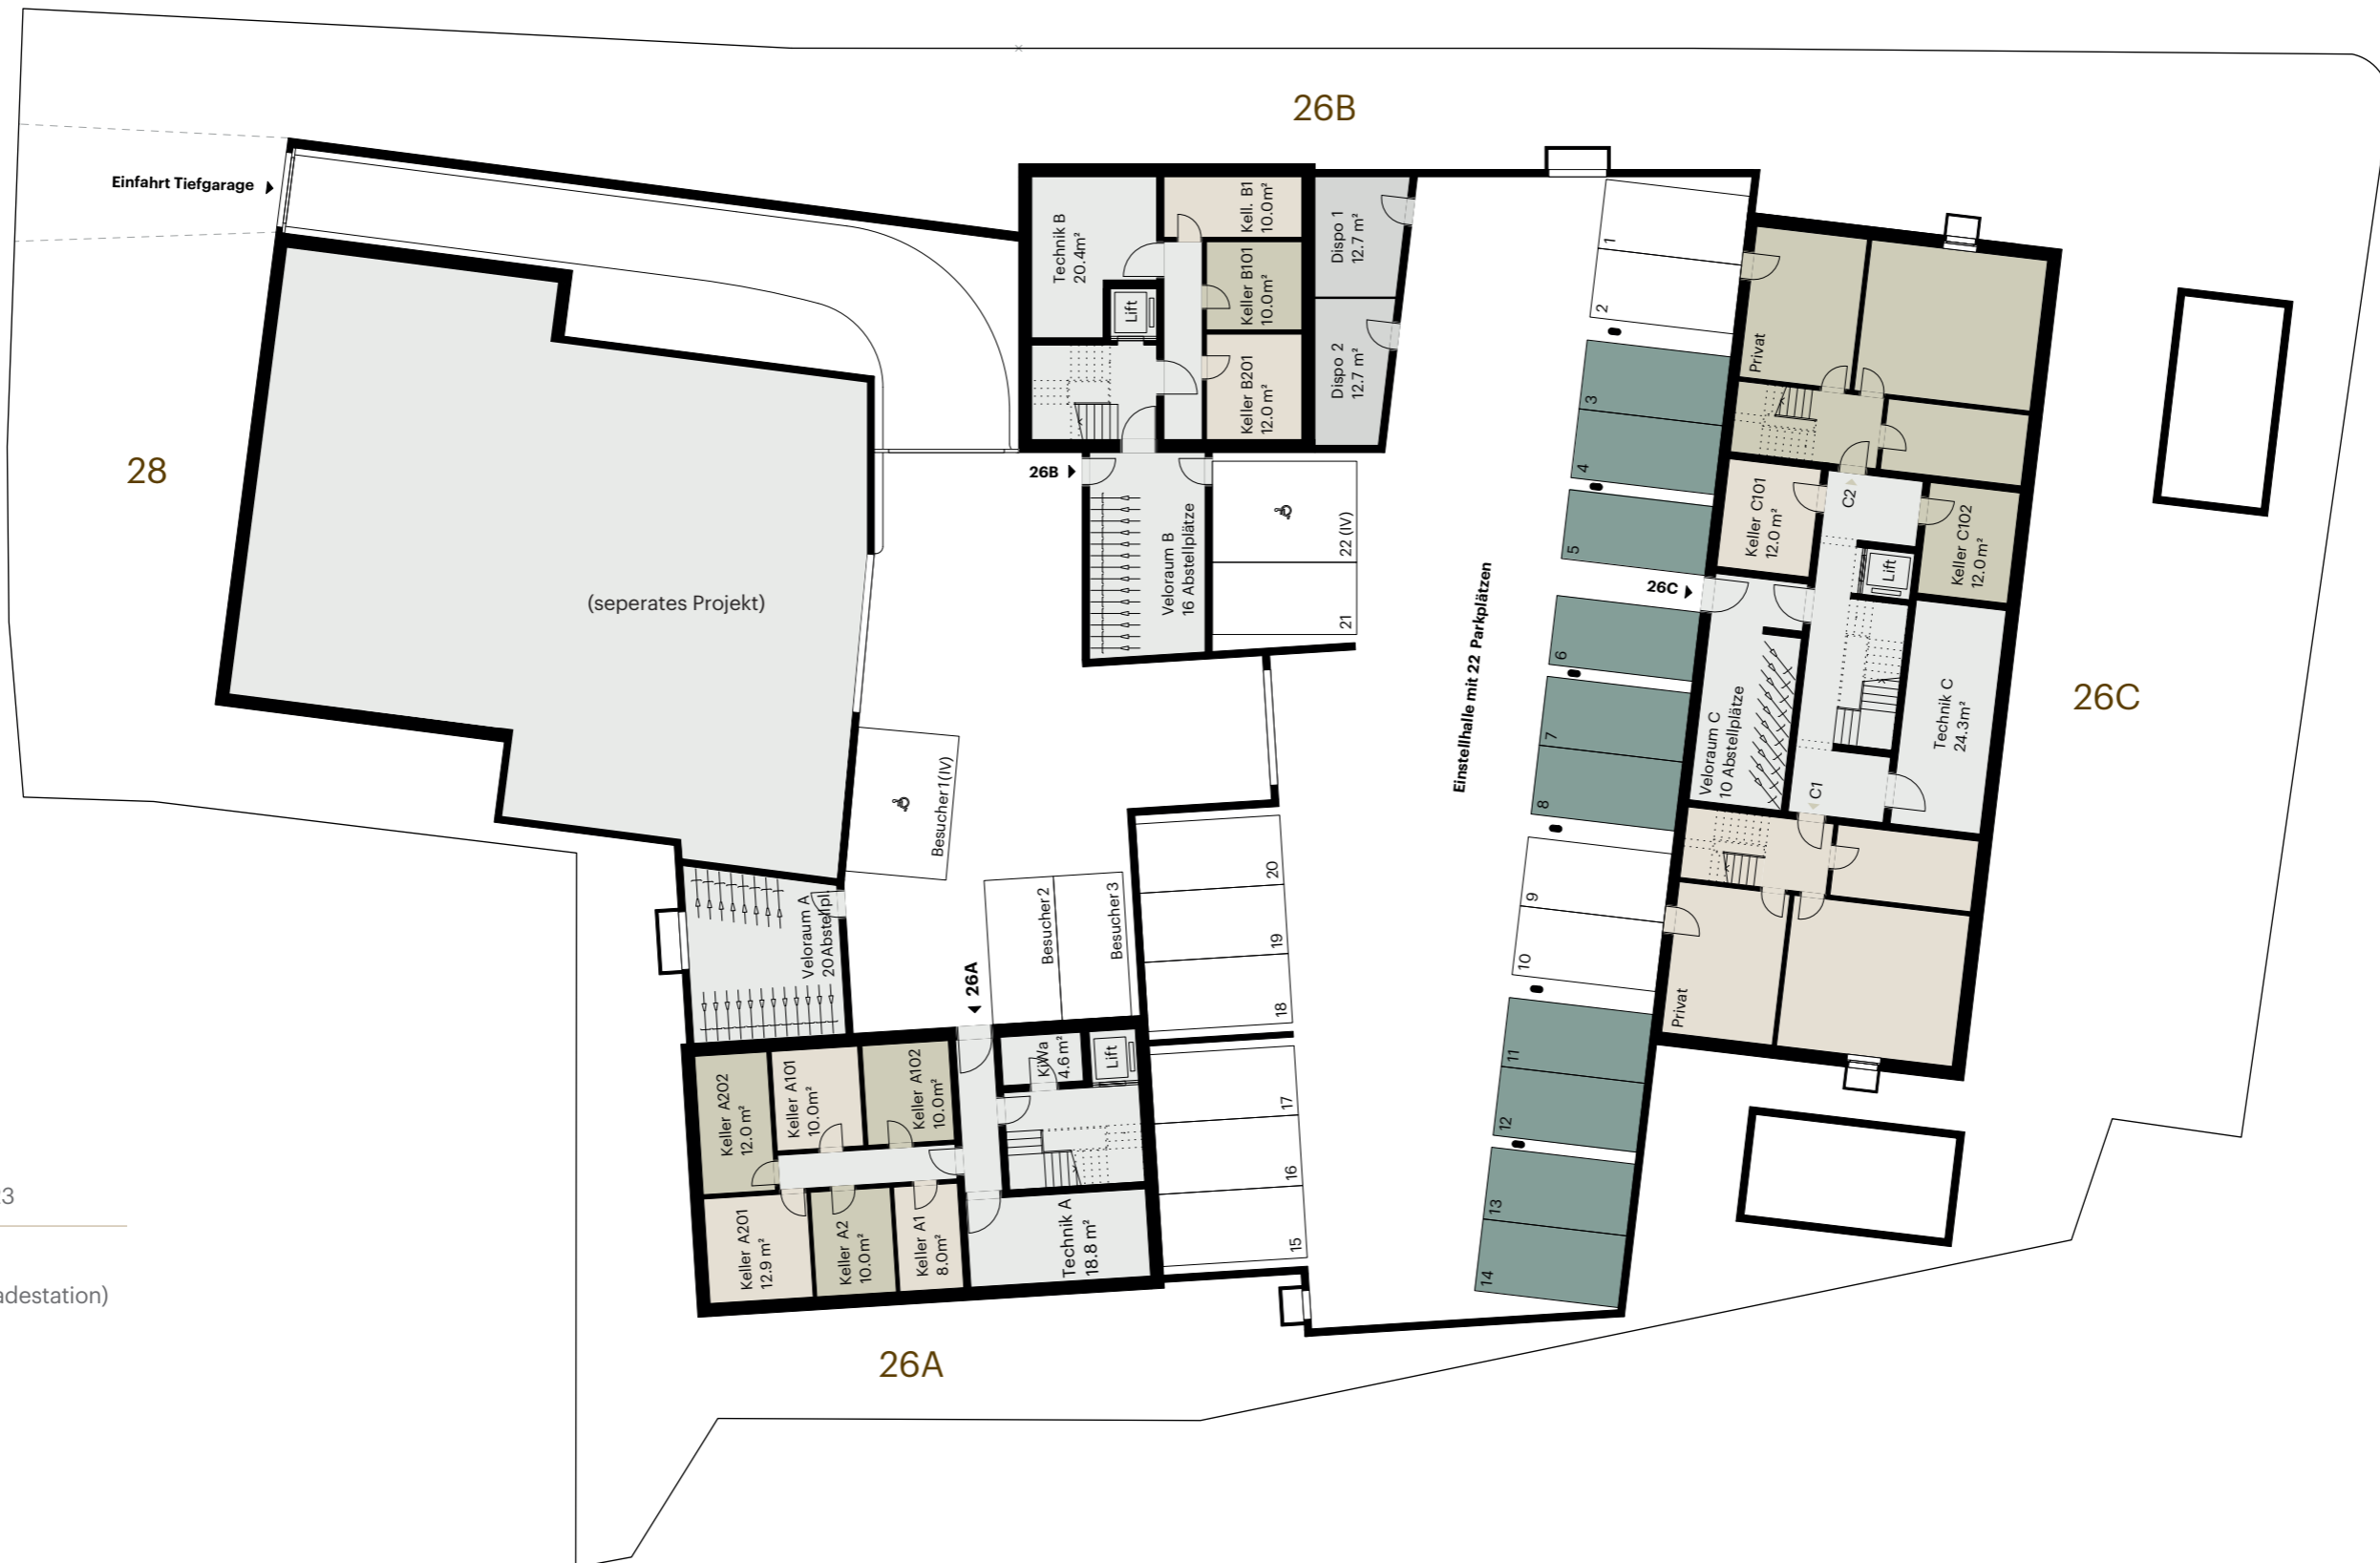 26B
Einfahrt Tiefgarage
28
(seperates Projekt)
Technik B
20.4m²
Lift
Kell. B1
10.0m²
Keller B101
10.0m²
Keller B201
12.0 m²
Dispo 1
12.7 m²
Dispo 2
12.7 m²
26B
Veloraum B
16 Abstellplätze
22 (IV)
21
Einstellhalle mit 22 Parkplätzen
1
2
3
4
5
6
7
8
9
10
11
12
13
14
26C
Privat
Keller C101
12.0 m²
C2
Keller C102
12.0 m²
Lift
Veloraum C
10 Abstellplätze
Technik C
24.3m²
C1
Privat
26C
Besucher 1 (IV)
Besucher 2
Besucher 3
20
19
18
17
16
15
Veloraum A
20 Abstellpl.
26A
KiWa
4.6 m²
Lift
Keller A202
12.0 m²
Keller A101
10.0m²
Keller A102
10.0m²
Keller A201
12.9 m²
Keller A2
10.0m²
Keller A1
8.0m²
Technik A
18.8 m²
26A
destation)